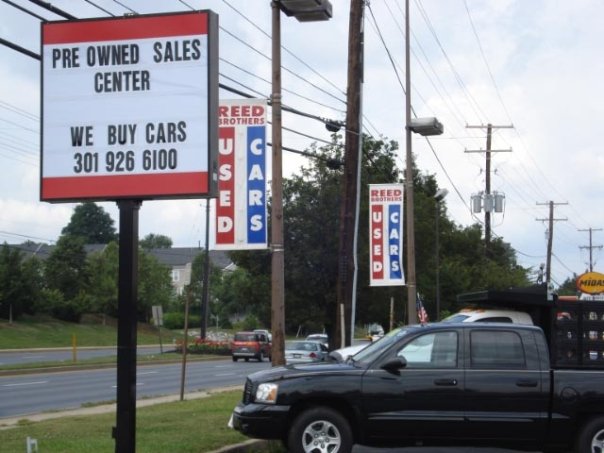 PRE OWNED SALES
CENTER
WE BUY CARS
301 926 6100
REED
BROTHERS
USED
CARS
REED
BROTHERS
USED
CARS
MIDAS